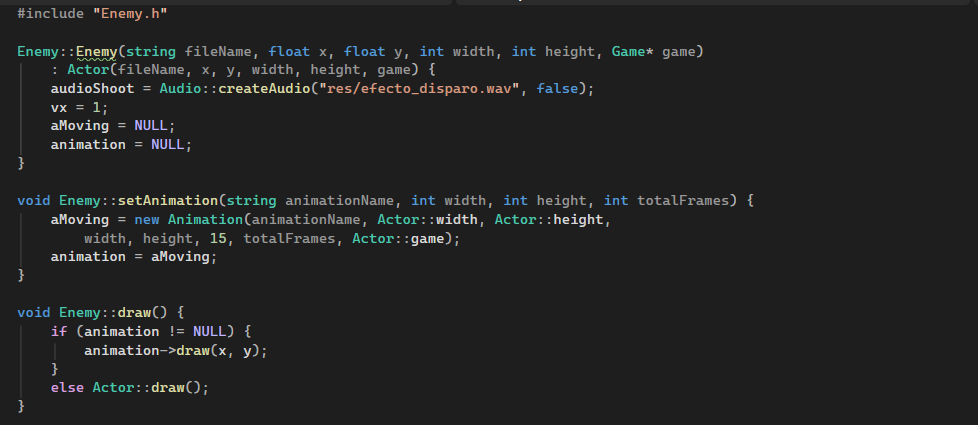 #include "Enemy.h"
Enemy::Enemy(string fileName, float x, float y, int width, int height, Game* game)
    : Actor(fileName, x, y, width, height, game) {
    audioShoot = Audio::createAudio("res/efecto_disparo.wav", false);
    vx = 1;
    aMoving = NULL;
    animation = NULL;
}
void Enemy::setAnimation(string animationName, int width, int height, int totalFrames) {
    aMoving = new Animation(animationName, Actor::width, Actor::height,
        width, height, 15, totalFrames, Actor::game);
    animation = aMoving;
}
void Enemy::draw() {
    if (animation != NULL) {
        animation->draw(x, y);
    }
    else Actor::draw();
}